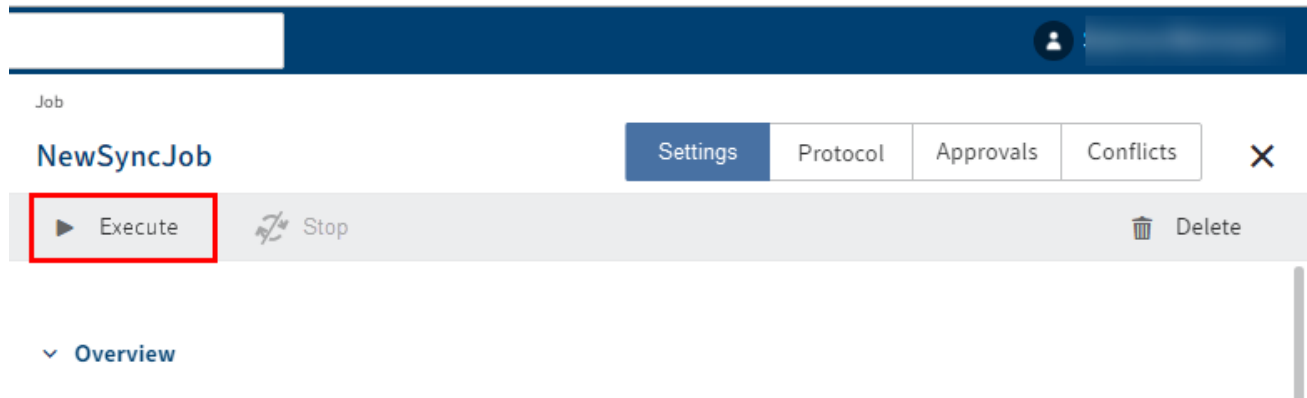 Job
NewSyncJob
Settings Protocol Approvals Conflicts
Execute Stop Delete
Overview